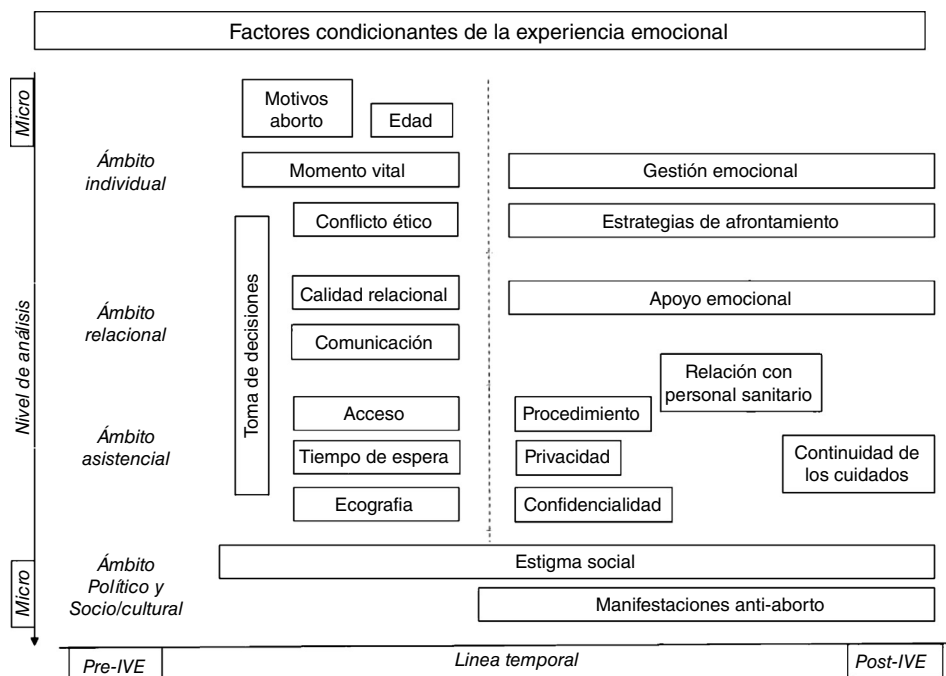 Factores condicionantes de la experiencia emocional
Micro
Motivos
aborto
Edad
Ámbito
individual
Momento vital
Gestión emocional
Conflicto ético
Estrategias de afrontamiento
Nivel de análisis
Toma de decisiones
Ámbito
relacional
Calidad relacional
Apoyo emocional
Comunicación
Relación con
personal sanitario
Ámbito
asistencial
Acceso
Procedimiento
Tiempo de espera
Privacidad
Continuidad de
los cuidados
Ecografia
Confidencialidad
Micro
Ámbito
Político y
Socio/cultural
Estigma social
Manifestaciones anti-aborto
Pre-IVE
Linea temporal
Post-IVE